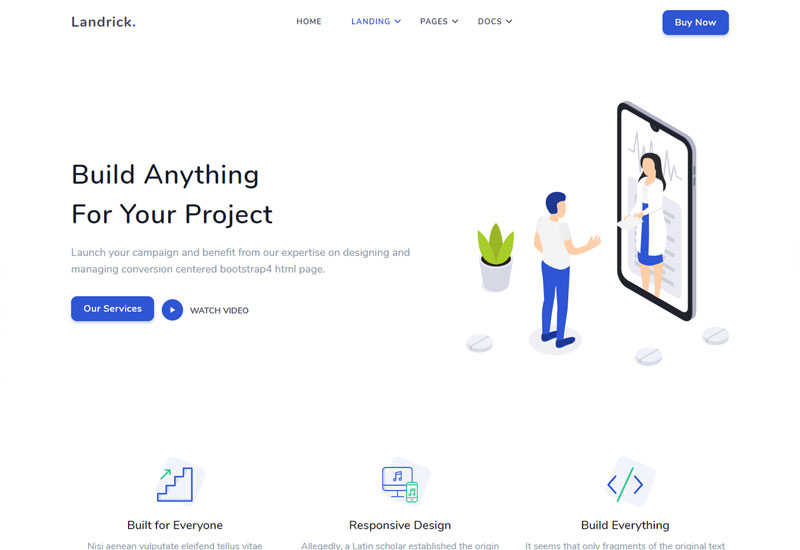 Landrick.
HOME
LANDING
PAGES
DOCS
Buy Now
Build Anything
For Your Project
Launch your campaign and benefit from our expertise on designing and
managing conversion centered bootstrap4 html page.
Our Services
WATCH VIDEO
Built for Everyone
Responsive Design
Build Everything
Nisi aenean vulputate eleifend tellus vitae
Allegedly, a Latin scholar established the origin
It seems that only fragments of the original text